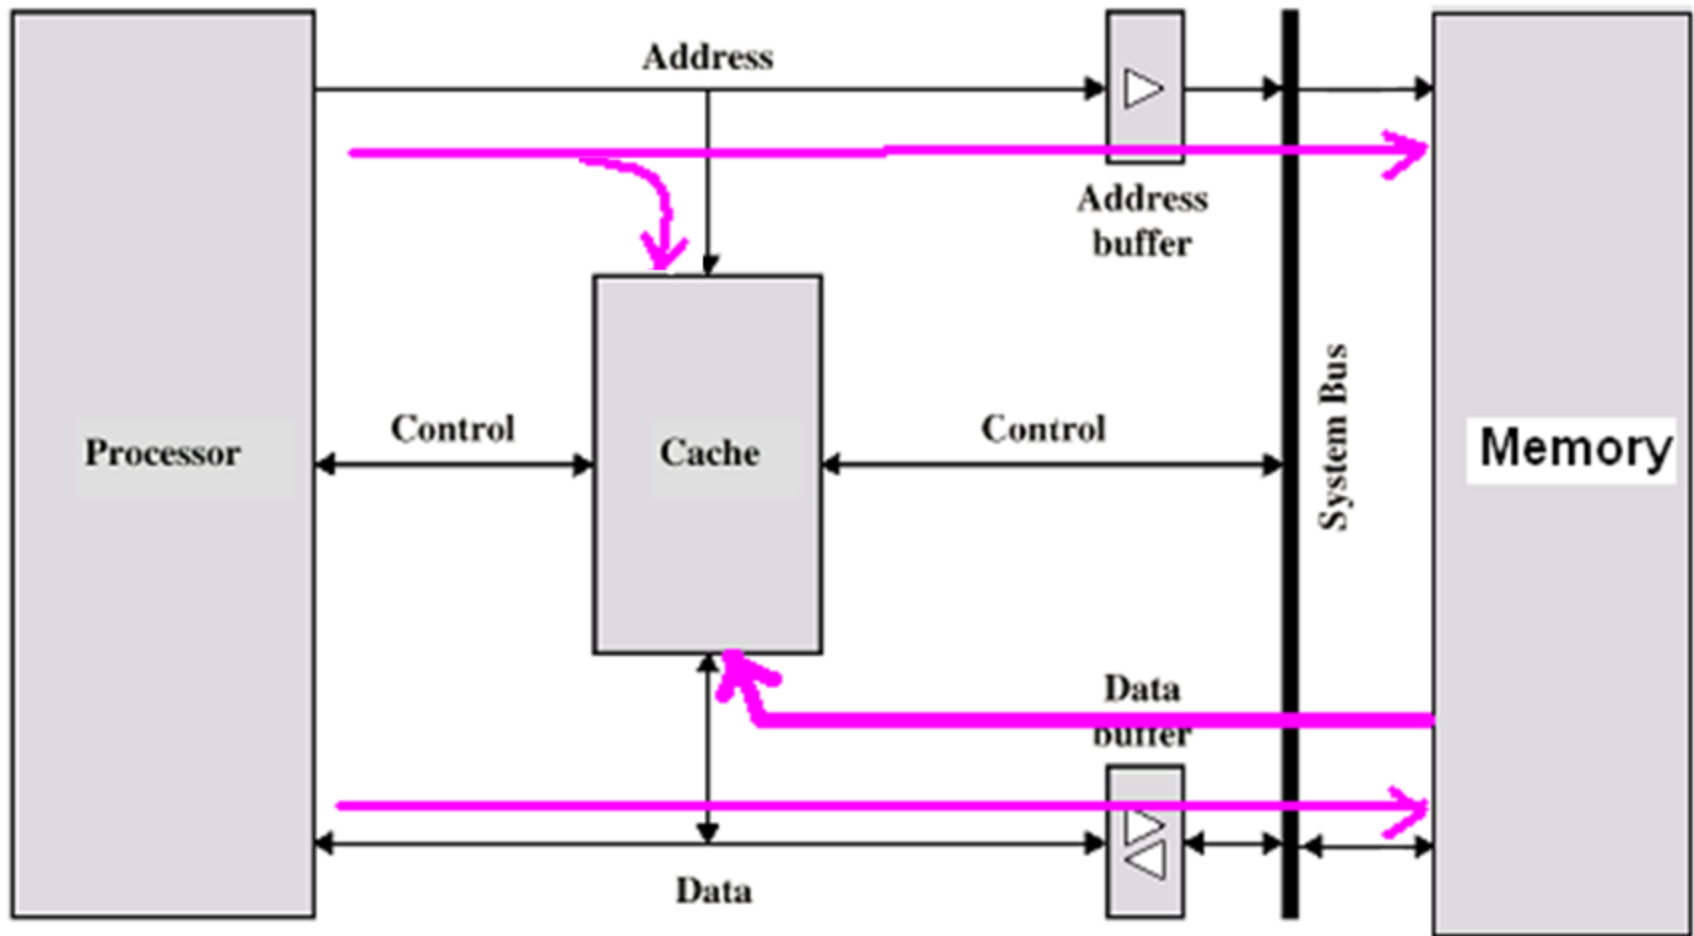 Address
Address
buffer
Control
Control
Processor
Cache
System Bus
Memory
Data
buffer
Data